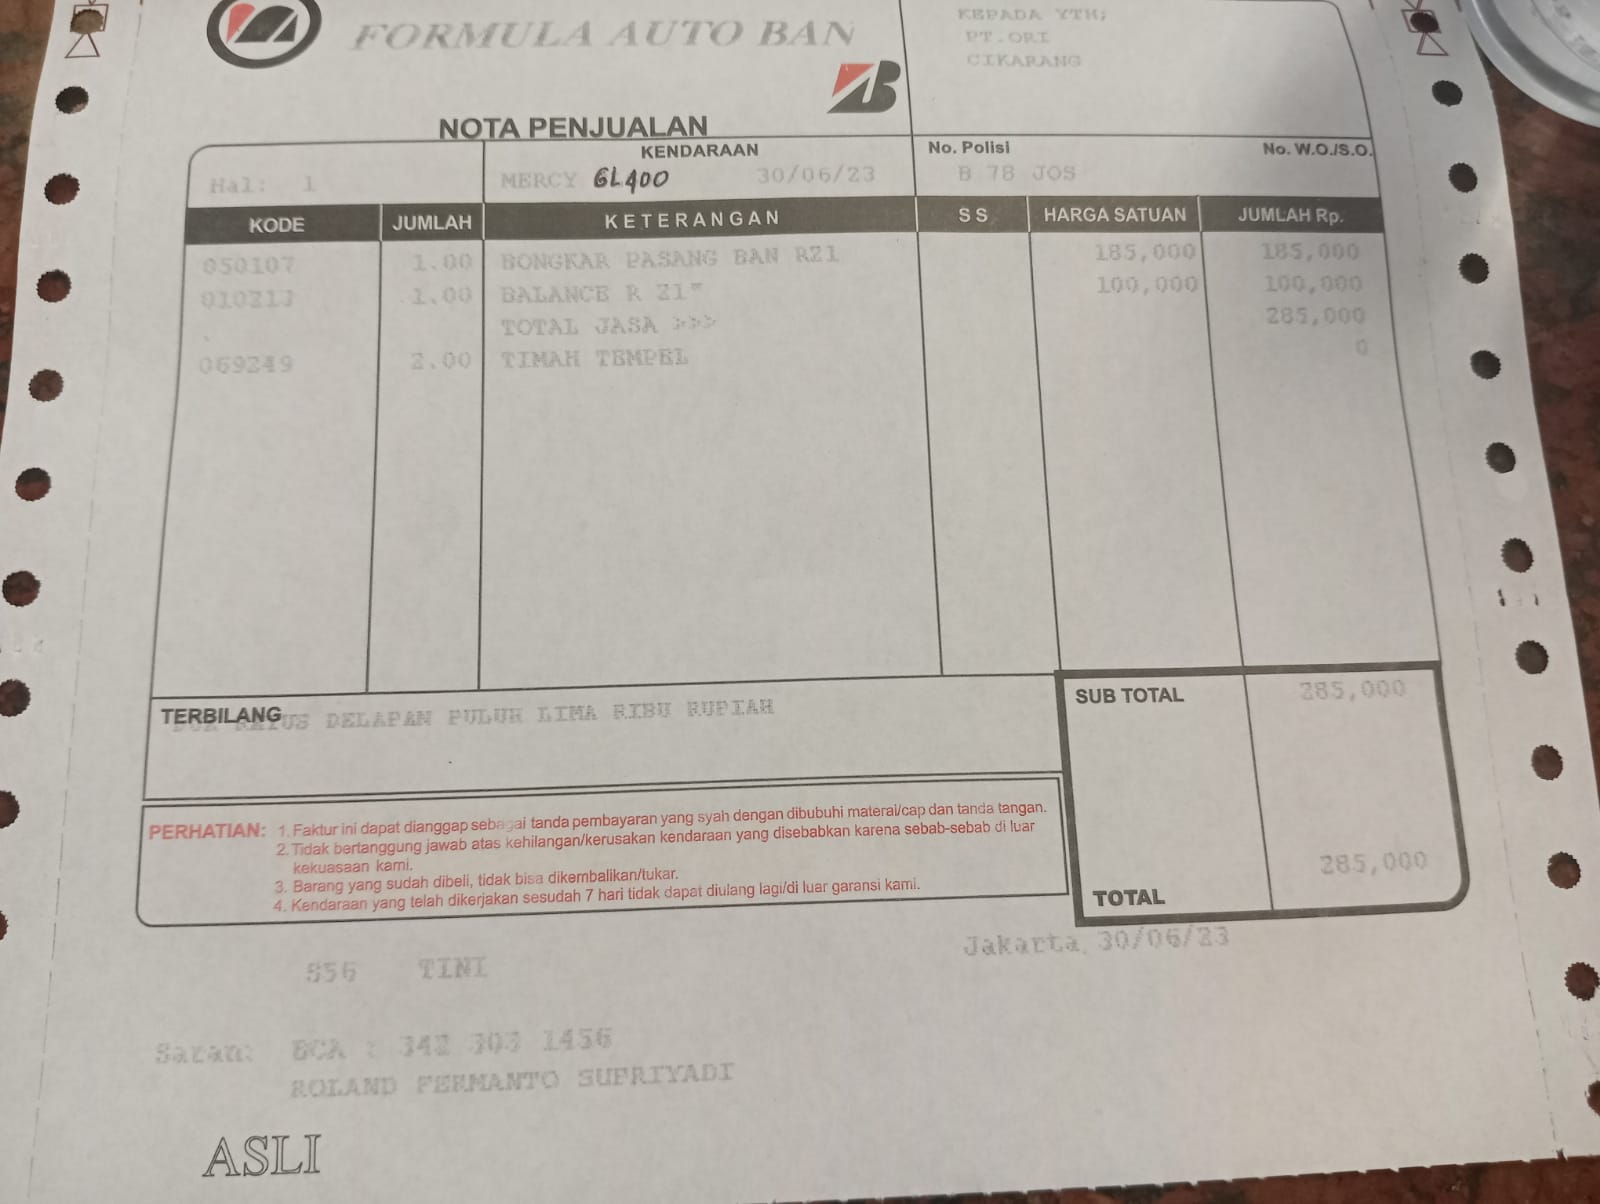 FORMULA AUTO BAN
KEPADA YTH;
PT.ORI
CIKARANG
NOTA PENJUALAN
KENDARAAN
No. Polisi
No. W.O./S.O.
Hal: 1
MERCY GL400
30/06/23
B 78 JOS
KODE JUMLAH KETERANGAN SS HARGA SATUAN JUMLAH Rp.
050107 1.00 BONGKAR PASANG BAN RZ1 185,000 185,000
1.00 BALANCE R Z1" 100,000 100,000
TOTAL JASA >>> 285,000
069249 2.00 TIMAH TEMPEL 0
TERBILANG
DUA RATUS DELAPAN PULUH LIMA RIBU RUPIAH
SUB TOTAL 285,000
PERHATIAN: 1. Faktur ini dapat dianggap sebagai tanda pembayaran yang syah dengan dibubuhi materai/cap dan tanda tangan.
2. Tidak bertanggung jawab atas kehilangan/kerusakan kendaraan yang disebabkan karena sebab-sebab di luar
kekuasaan kami.
3. Barang yang sudah dibeli, tidak bisa dikembalikan/tukar.
4. Kendaraan yang telah dikerjakan sesudah 7 hari tidak dapat diulang lagi/di luar garansi kami.
TOTAL 285,000
Jakarta, 30/06/23
556 TINI
Saran: BCA : 342 303 1456
ROLAND FERMANTO SUPRIYADI
ASLI